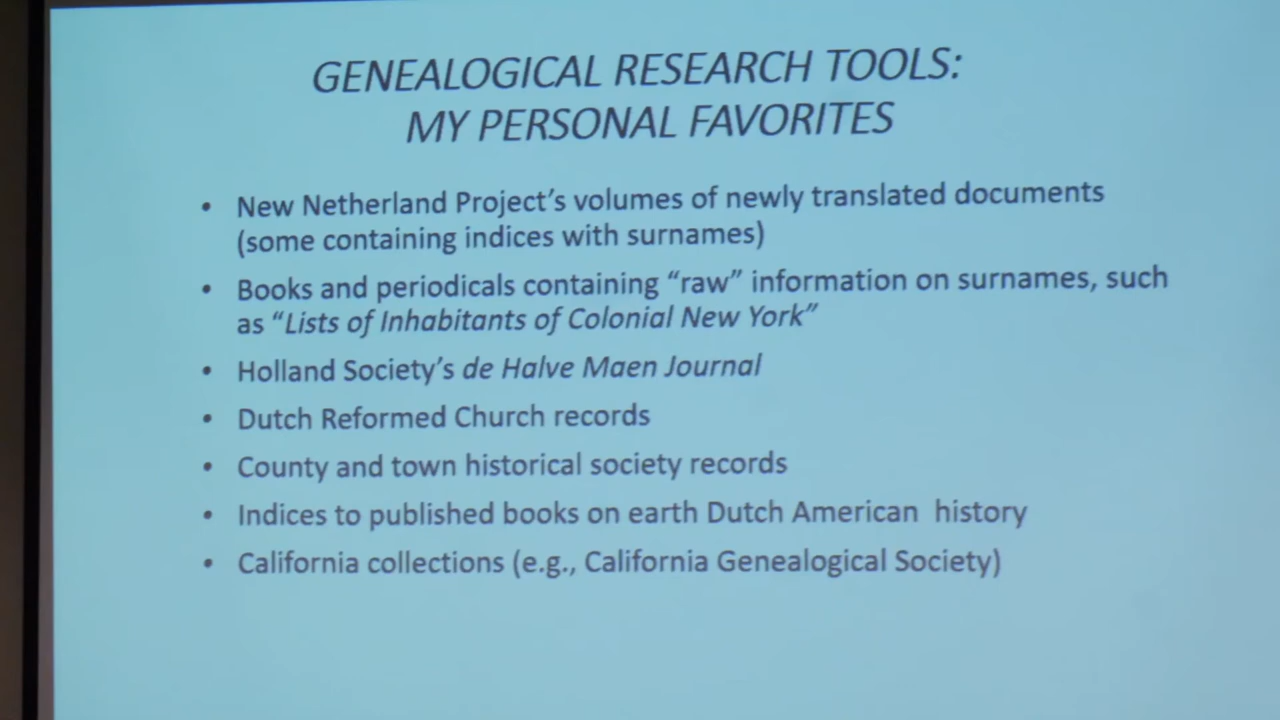 GENEALOGICAL RESEARCH TOOLS:
MY PERSONAL FAVORITES
• New Netherland Project's volumes of newly translated documents
(some containing indices with surnames)
• Books and periodicals containing “raw” information on surnames, such
as “Lists of Inhabitants of Colonial New York”
• Holland Society's de Halve Maen Journal
• Dutch Reformed Church records
• County and town historical society records
• Indices to published books on earth Dutch American history
• California collections (e.g., California Genealogical Society)